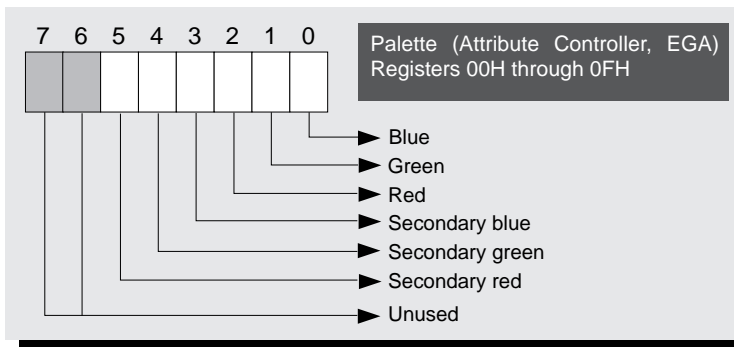 7 6 5 4 3 2 1 0
Palette (Attribute Controller, EGA)
Registers 00H through 0FH
Blue
Green
Red
Secondary blue
Secondary green
Secondary red
Unused